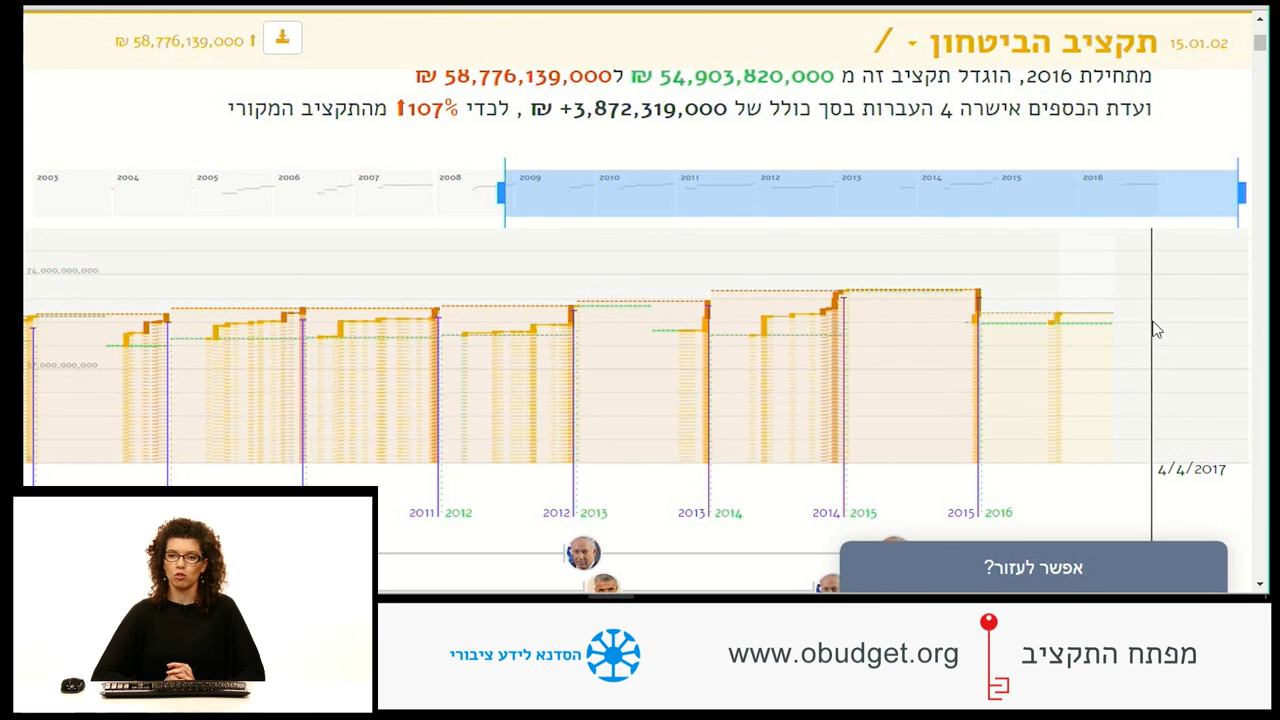 15.01.02 תקציב הביטחון /
58,776,139,000 ₪
מתחילת 2016, הוגדל תקציב זה מ 54,903,820,000 ₪ ל58,776,139,000 ₪
ועדת הכספים אישרה 4 העברות בסך כולל של 3,872,319,000+ ₪ , לכדי 107% מהתקציב המקורי
2003 2004 2005 2006 2007 2008 2009 2010 2011 2012 2013 2014 2015 2016
74,000,000,000
4/4/2017
2011 2012 2012 2013 2013 2014 2014 2015 2015 2016
אפשר לעזור?
מפתח התקציב
www.obudget.org
הסדנא לידע ציבורי